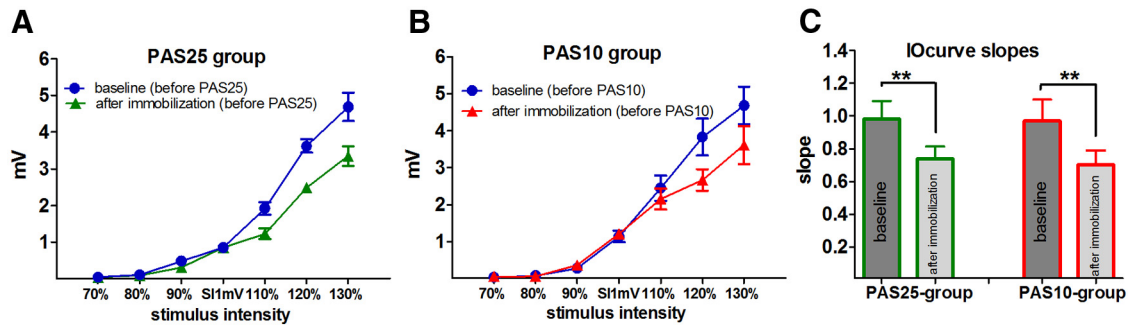 A
PAS25 group
6
5
4
3
2
1
mV
baseline (before PAS25)
after immobilization (before PAS25)
70% 80% 90% SI1mV 110% 120% 130%
stimulus intensity
B
PAS10 group
6
5
4
3
2
1
mV
baseline (before PAS10)
after immobilization (before PAS10)
70% 80% 90% SI1mV 110% 120% 130%
stimulus intensity
C
IOcurve slopes
1.4
1.2
1.0
0.8
0.6
0.4
0.2
slope
** **
baseline
after immobilization
baseline
after immobilization
PAS25-group PAS10-group